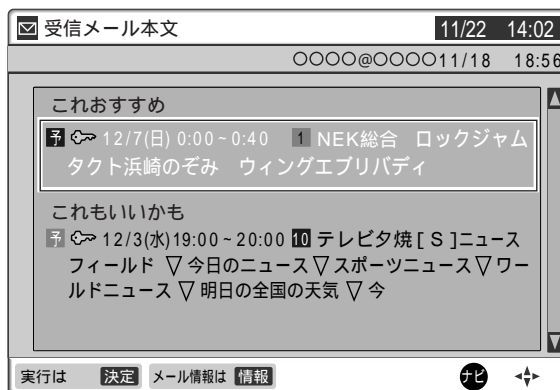 受信メール本文 11/22 14:02
○○○○@○○○○11/18 18:56
これおすすめ
予 12/7(日) 0:00~0:40 1 NEK総合 ロックジャム
タクト浜崎のぞみ ウィングエブリバディ
これもいいかも
予 12/3(水)19:00~20:00 10 テレビ夕焼[S]ニュース
フィールド ▽今日のニュース▽スポーツニュース▽ワー
ルドニュース ▽明日の全国の天気 ▽今
実行は 決定 メール情報は 情報 ナビ